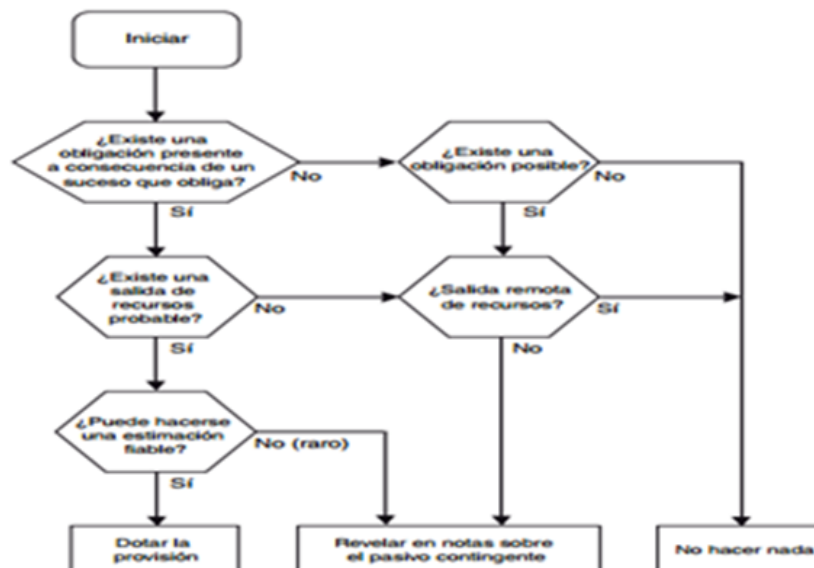 Iniciar
¿Existe una
obligación presente
a consecuencia de un
suceso que obliga?
No
¿Existe una
obligación posible?
No
Sí
Sí
¿Existe una
salida de
recursos
probable?
No
¿Salida remota
de recursos?
Sí
Sí
No
¿Puede hacerse
una estimación
fiable?
No (raro)
Sí
Dotar la
provisión
Revelar en notas sobre
el pasivo contingente
No hacer nada